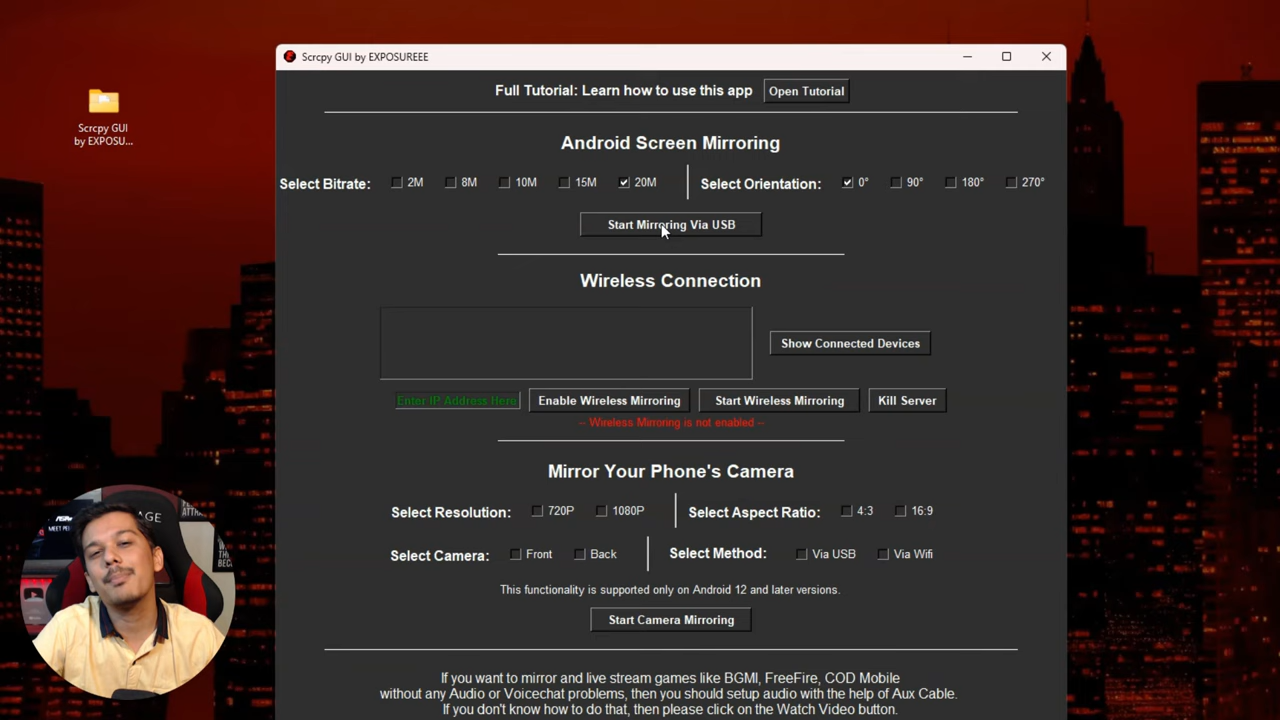 Scrcpy GUI by EXPOSUREEE
Full Tutorial: Learn how to use this app Open Tutorial
Scrcpy GUI
by EXPOSU...
Android Screen Mirroring
Select Bitrate: 2M 8M 10M 15M 20M Select Orientation: 0° 90° 180° 270°
Start Mirroring Via USB
Wireless Connection
Show Connected Devices
Enter IP Address Here Enable Wireless Mirroring Start Wireless Mirroring Kill Server
-- Wireless Mirroring is not enabled --
Mirror Your Phone's Camera
Select Resolution: 720P 1080P Select Aspect Ratio: 4:3 16:9
Select Camera: Front Back Select Method: Via USB Via Wifi
This functionality is supported only on Android 12 and later versions.
Start Camera Mirroring
If you want to mirror and live stream games like BGMI, FreeFire, COD Mobile
without any Audio or Voicechat problems, then you should setup audio with the help of Aux Cable.
If you don't know how to do that, then please click on the Watch Video button.